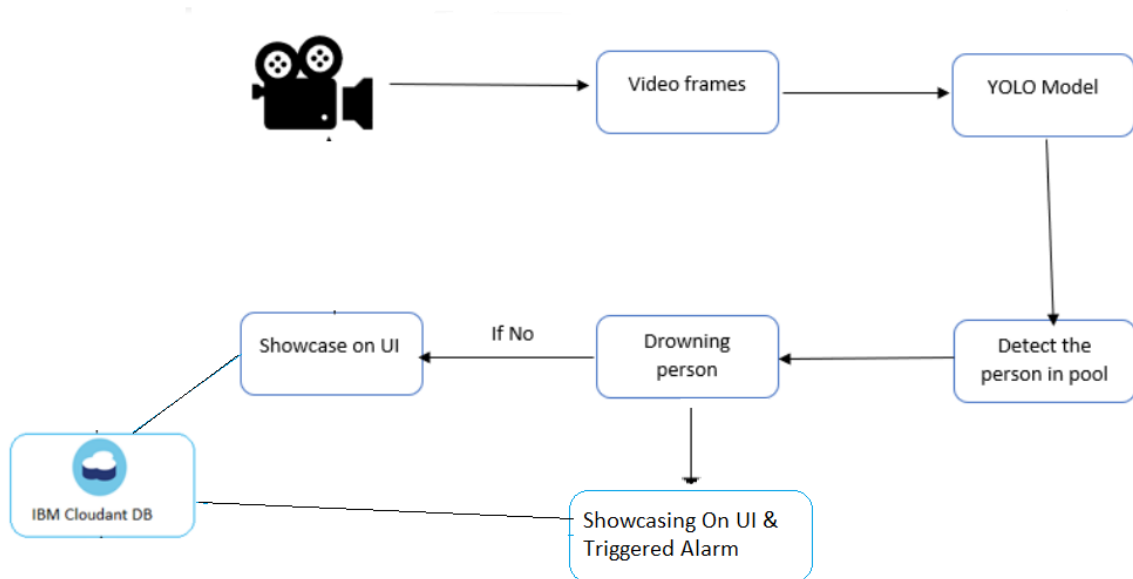 Video frames
YOLO Model
Showcase on UI
If No
Drowning
person
Detect the
person in pool
IBM Cloudant DB
Showcasing On UI &
Triggered Alarm